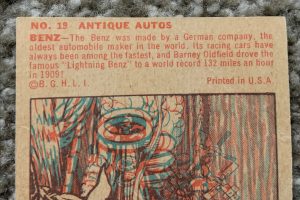 NO. 19 ANTIQUE AUTOS
BENZ—The Benz was made by a German company, the
oldest automobile maker in the world. Its racing cars have
always been among the fastest, and Barney Oldfield drove the
famous "Lightning Benz" to a world record 132 miles an hour
in 1909!
©B.G.H.L.I. Printed in U.S.A.